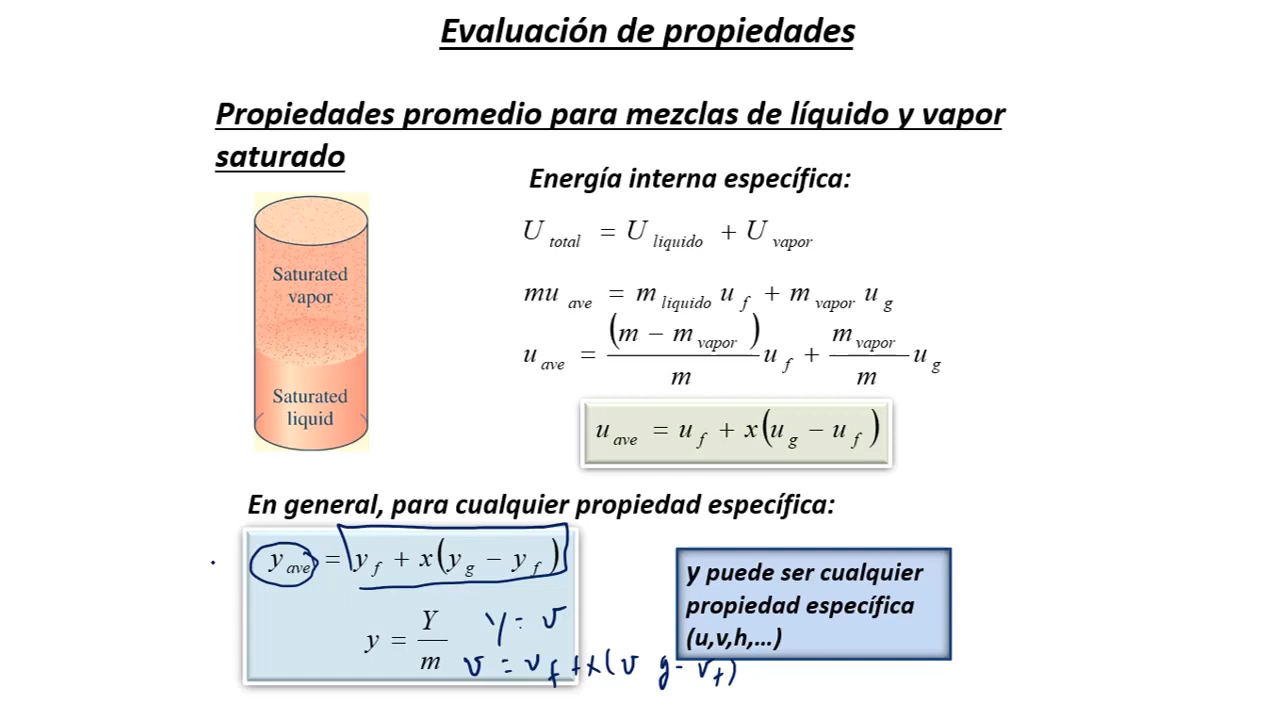 Evaluación de propiedades
Propiedades promedio para mezclas de líquido y vapor
saturado
Saturated
vapor
Saturated
liquid
Energía interna específica:
U total = U liquido + U vapor
mu ave = m liquido u f + m vapor u g
u ave = (m − m vapor)/m u f + m vapor/m u g
u ave = u f + x(u g − u f)
En general, para cualquier propiedad específica:
y ave = y f + x(y g − y f)
y = Y/m
y = v
v = v f + x(v g - v f)
y puede ser cualquier
propiedad específica
(u,v,h,...)